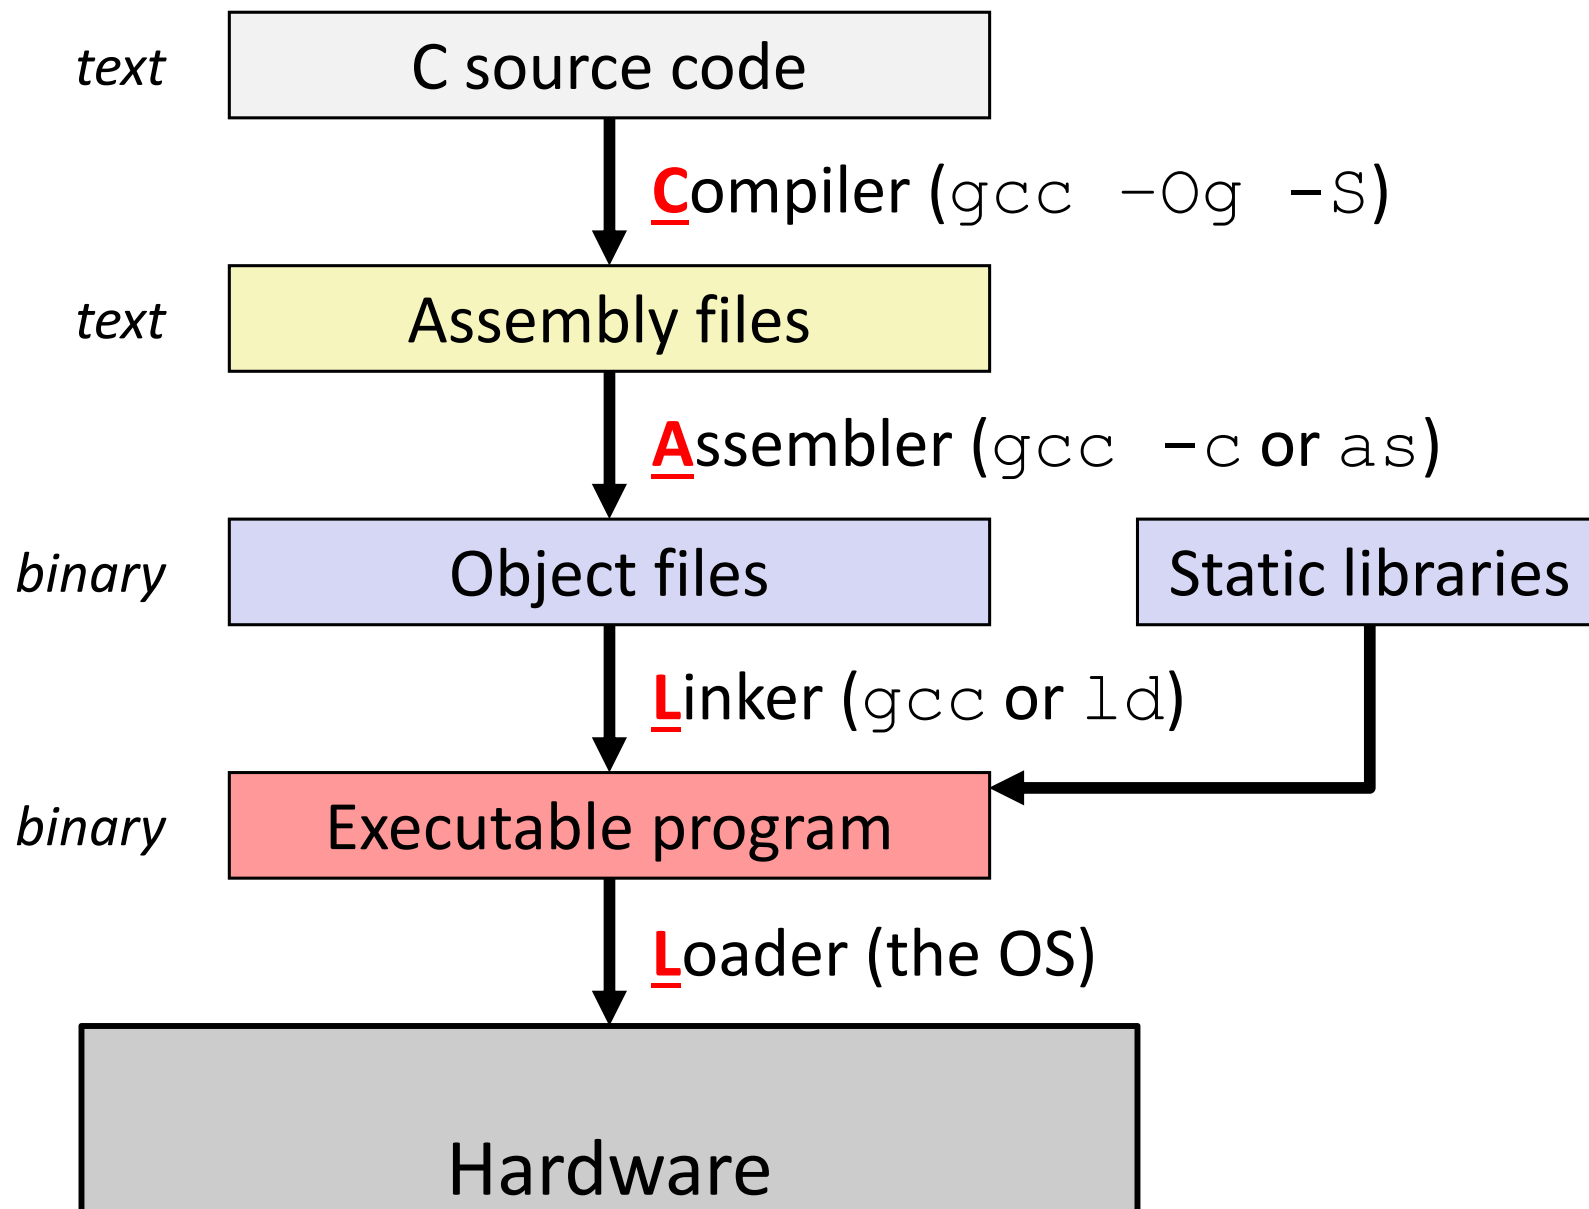 text
C source code
Compiler (gcc -Og -S)
text
Assembly files
Assembler (gcc -c or as)
binary
Object files
Static libraries
Linker (gcc or ld)
binary
Executable program
Loader (the OS)
Hardware